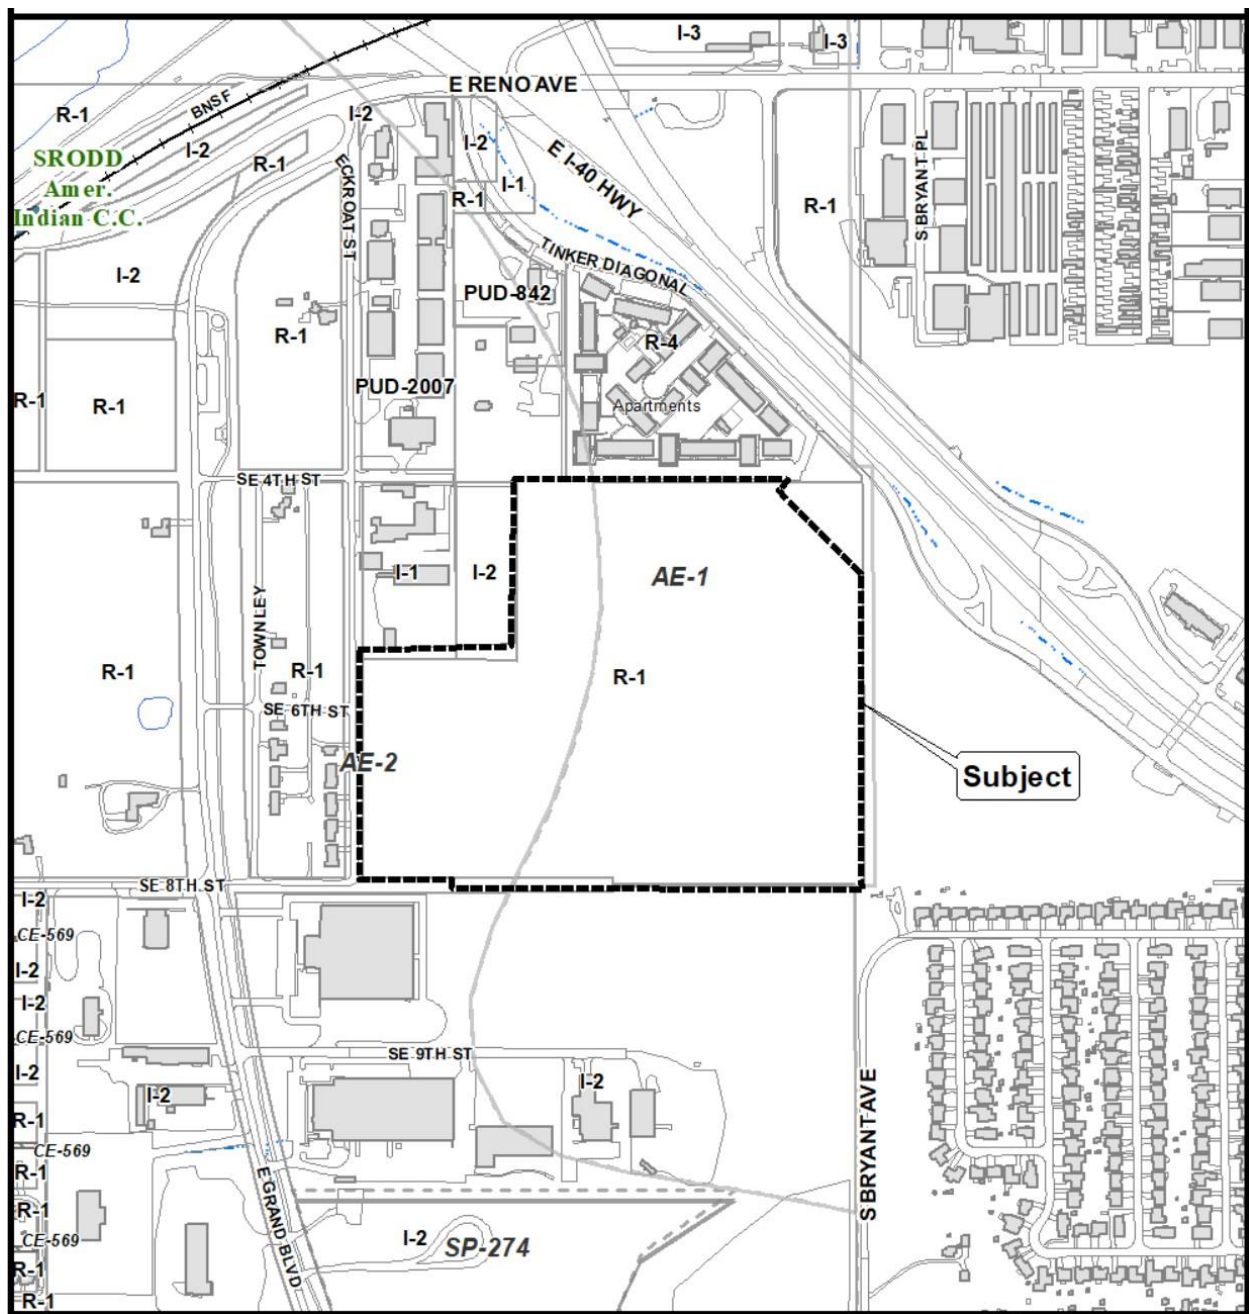 I-3
I-3
E RENO AVE
R-1
BNSF
I-2
I-2
I-2
SRODD
Amer.
Indian C.C.
R-1
ECKROAT ST
I-1
R-1
E I-40 HWY
R-1
S BRYANT PL
TINKER DIAGONAL
I-2
PUD-842
R-1
R-4
R-1
R-1
PUD-2007
Apartments
SE 4TH ST
I-1
I-2
AE-1
TOWNLEY
R-1
R-1
R-1
SE 6TH ST
AE-2
Subject
SE 8TH ST
I-2
CE-569
I-2
I-2
CE-569
SE 9TH ST
I-2
I-2
I-2
R-1
CE-569
R-1
S BRYANT AVE
E GRAND BLVD
R-1
CE-569
I-2
SP-274
R-1
R-1